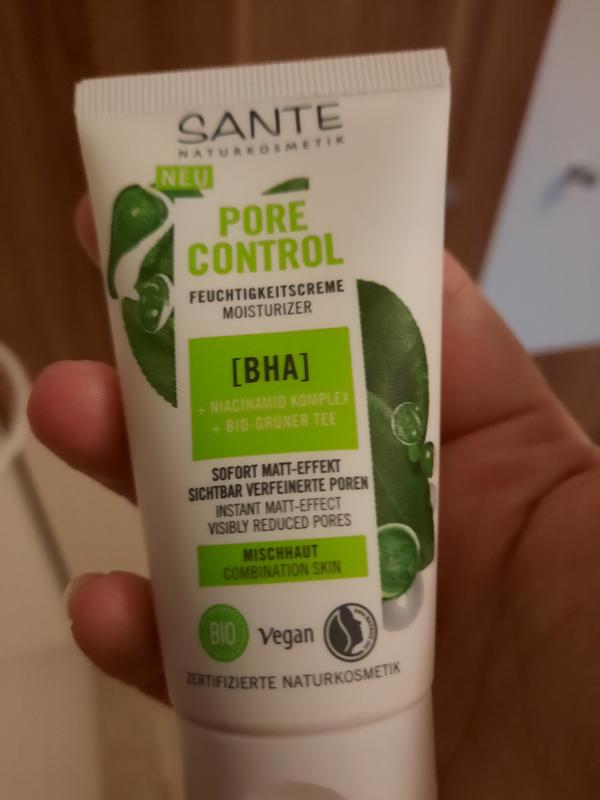 SANTE
NATURKOSMETIK
NEU
PORE
CONTROL
FEUCHTIGKEITSCREME
MOISTURIZER
[BHA]
+ NIACINAMID KOMPLEX
+ BIO-GRÜNER TEE
SOFORT MATT-EFFEKT
SICHTBAR VERFEINERTE POREN
INSTANT MATT-EFFECT
VISIBLY REDUCED PORES
MISCHHAUT
COMBINATION SKIN
BIO
Vegan
ZERTIFIZIERTE NATURKOSMETIK